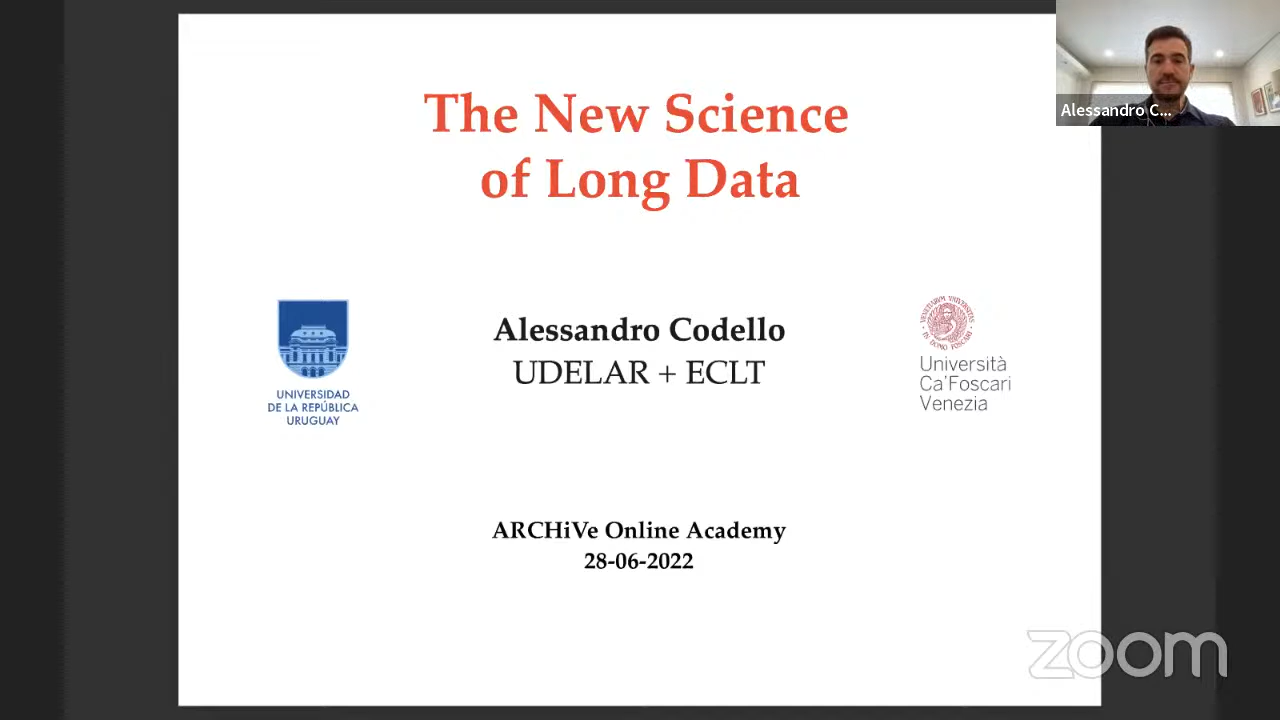 The New Science
of Long Data
Alessandro C...
Alessandro Codello
UDELAR + ECLT
UNIVERSIDAD
DE LA REPÚBLICA
URUGUAY
Università
Ca'Foscari
Venezia
ARCHiVe Online Academy
28-06-2022
zoom